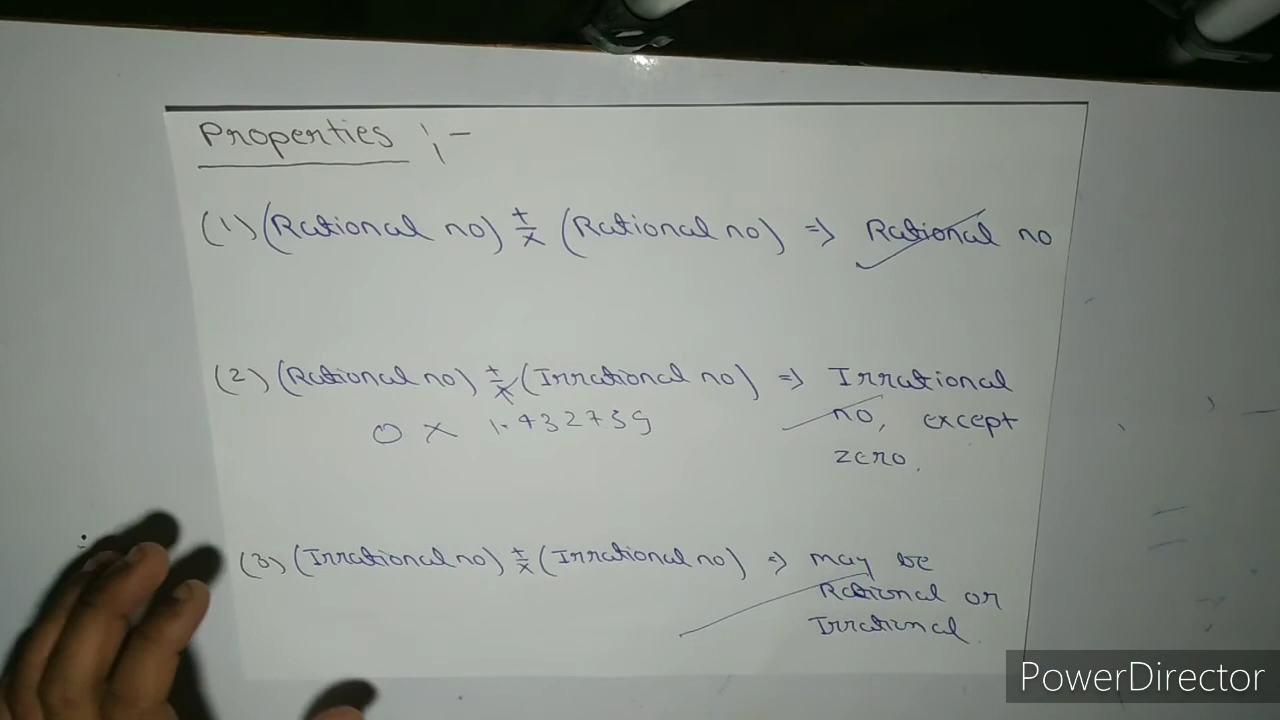 Properties :-
(1) (Rational no) ±/× (Rational no) => Rational no
(2) (Rational no) ±/× (Irrational no) => Irrational
no, except
0 × 1.432739
zero.
(3) (Irrational no) ±/× (Irrational no) => may be
Rational or
Irrational.
PowerDirector